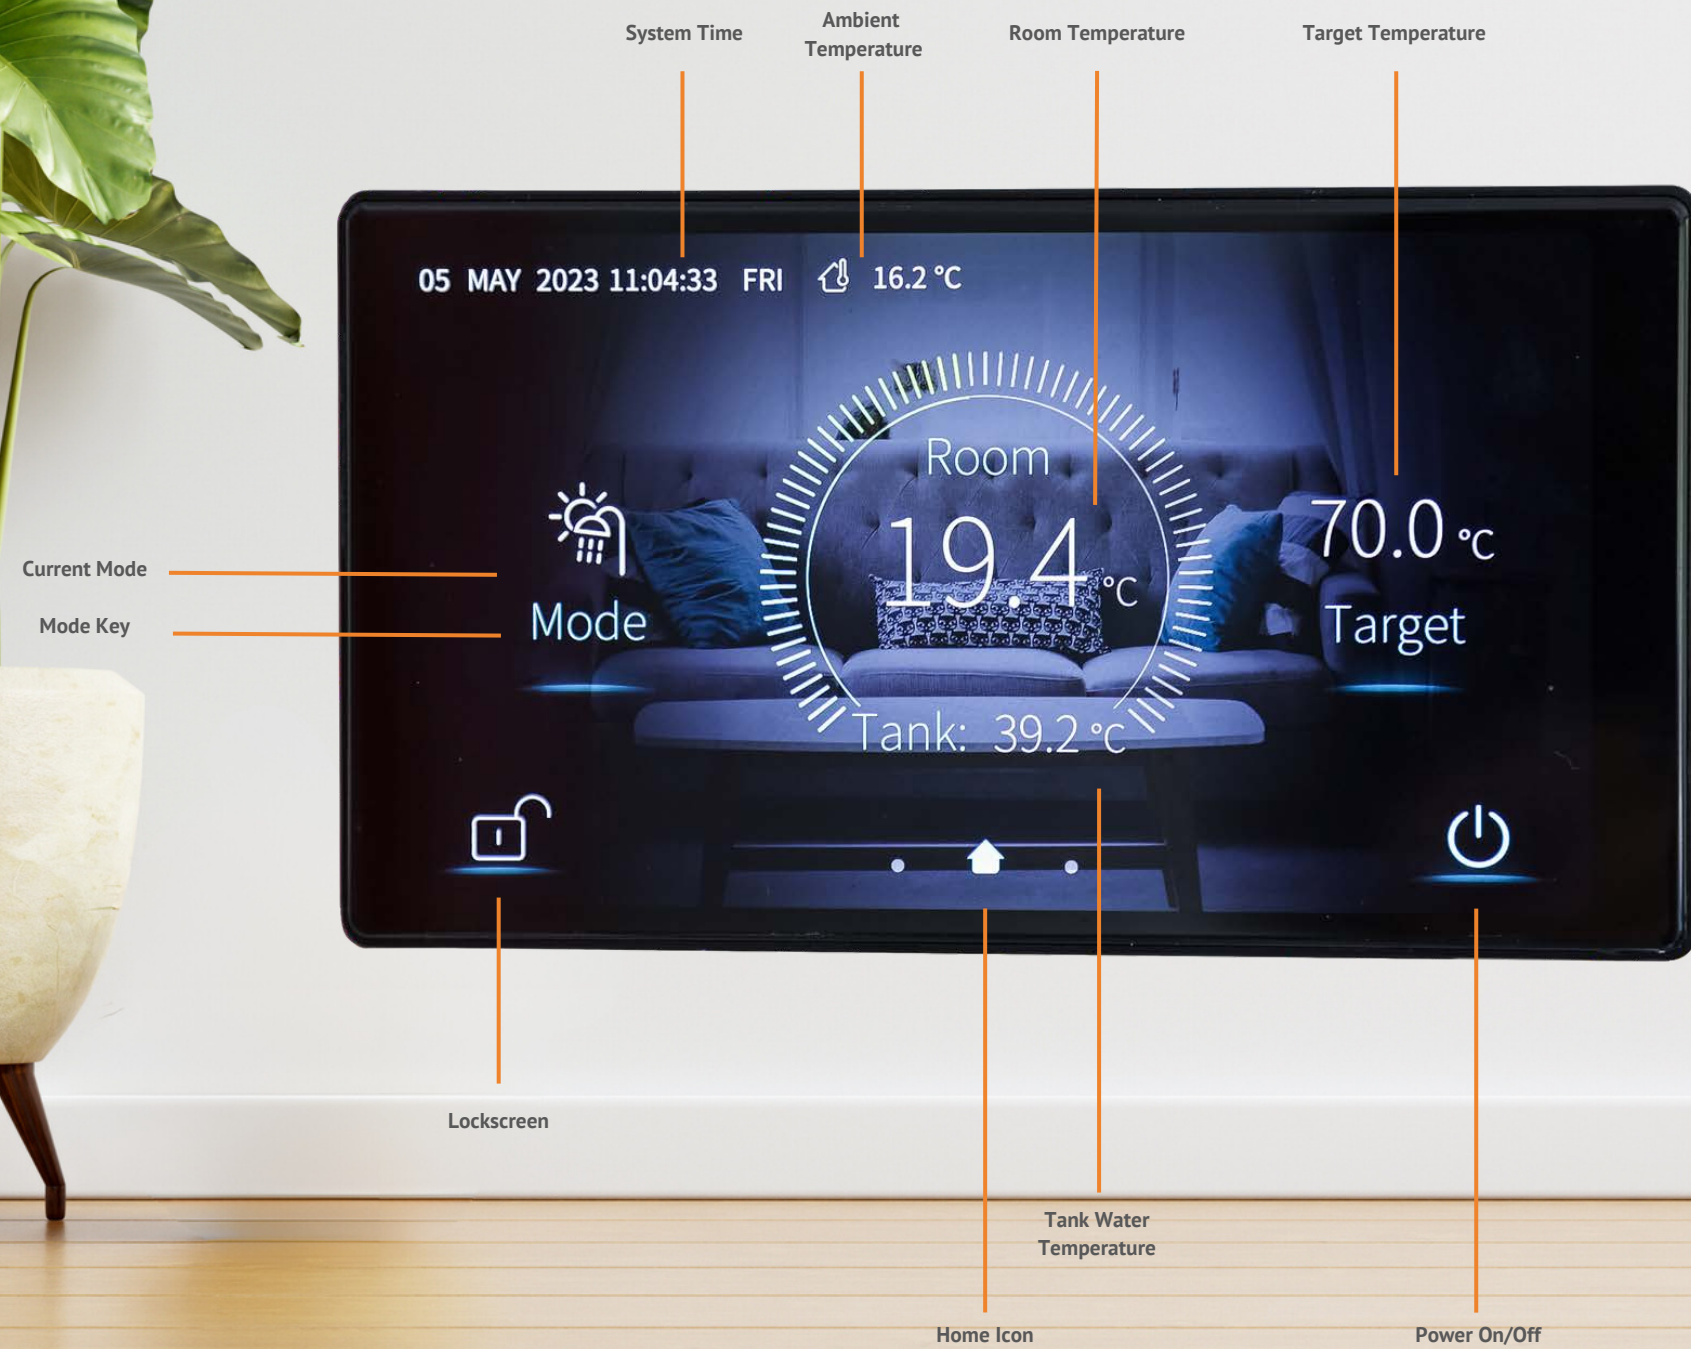 System Time
Ambient
Temperature
Room Temperature
Target Temperature
05 MAY 2023 11:04:33 FRI 16.2 °C
Room
19.4 °C
70.0 °C
Current Mode
Mode Key
Mode
Target
Tank: 39.2 °C
Lockscreen
Tank Water
Temperature
Home Icon
Power On/Off